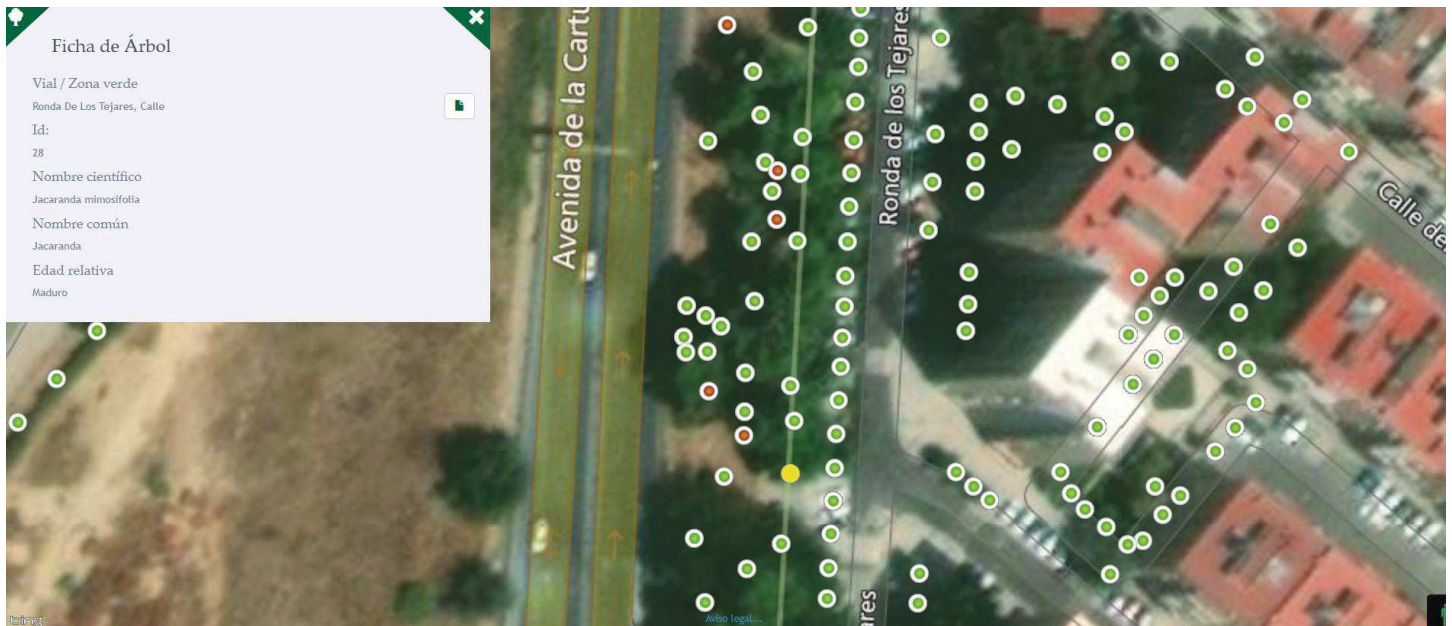 Ficha de Árbol
Vial / Zona verde
Ronda De Los Tejares, Calle
Id:
28
Nombre científico
Jacaranda mimosifolia
Nombre común
Jacaranda
Edad relativa
Maduro
Avenida de la Cartu
Ronda de los Tejares
Calle de
ares
bing
Aviso legal...